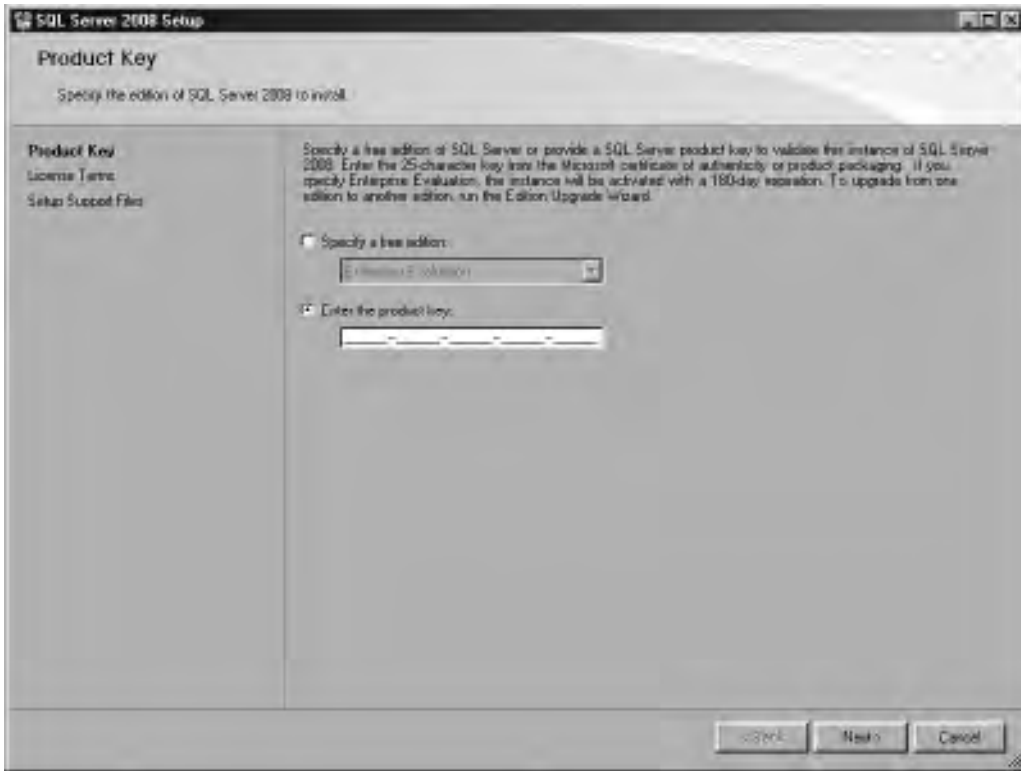 SQL Server 2008 Setup
Product Key
Specify the edition of SQL Server 2008 to install.
Product Key
License Terms
Setup Support Files
Specify a free edition of SQL Server or provide a SQL Server product key to validate this instance of SQL Server
2008. Enter the 25-character key from the Microsoft certificate of authenticity or product packaging. If you
specify Enterprise Evaluation, the instance will be activated with a 180-day expiration. To upgrade from one
edition to another edition, run the Edition Upgrade Wizard.
Specify a free edition:
Enterprise Evaluation
Enter the product key:
< Back
Next >
Cancel